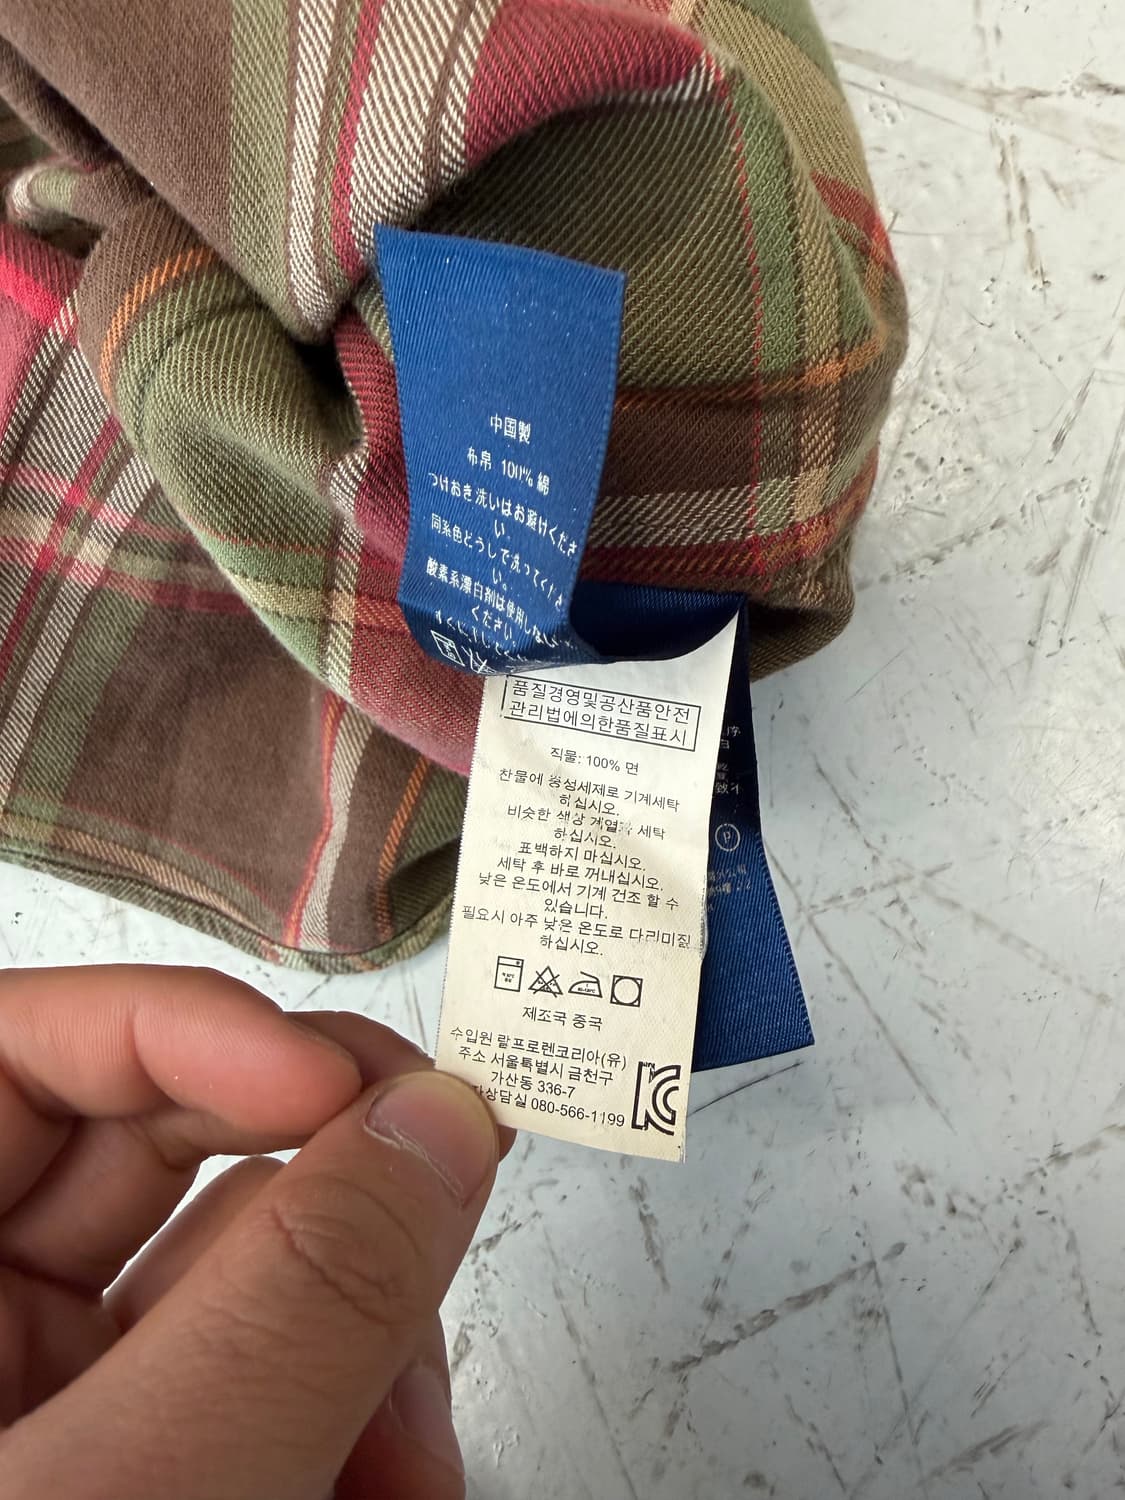 中国製
布帛 100% 綿
つけおき洗いはお避けくださ
い。
同系色どうしで洗ってくださ
い。
酸素系漂白剤は使用しない
ください。
품질경영및공산품안전
관리법에의한품질표시
직물: 100% 면
찬물에 중성세제로 기계세탁
하십시오.
비슷한 색상 계열과 세탁
하십시오.
표백하지 마십시오.
세탁 후 바로 꺼내십시오.
낮은 온도에서 기계 건조 할 수
있습니다.
필요시 아주 낮은 온도로 다리미질
하십시오.
제조국 중국
수입원 랄프로렌코리아(유)
주소 서울특별시 금천구
가산동 336-7
자상담실 080-566-1199
KC
P